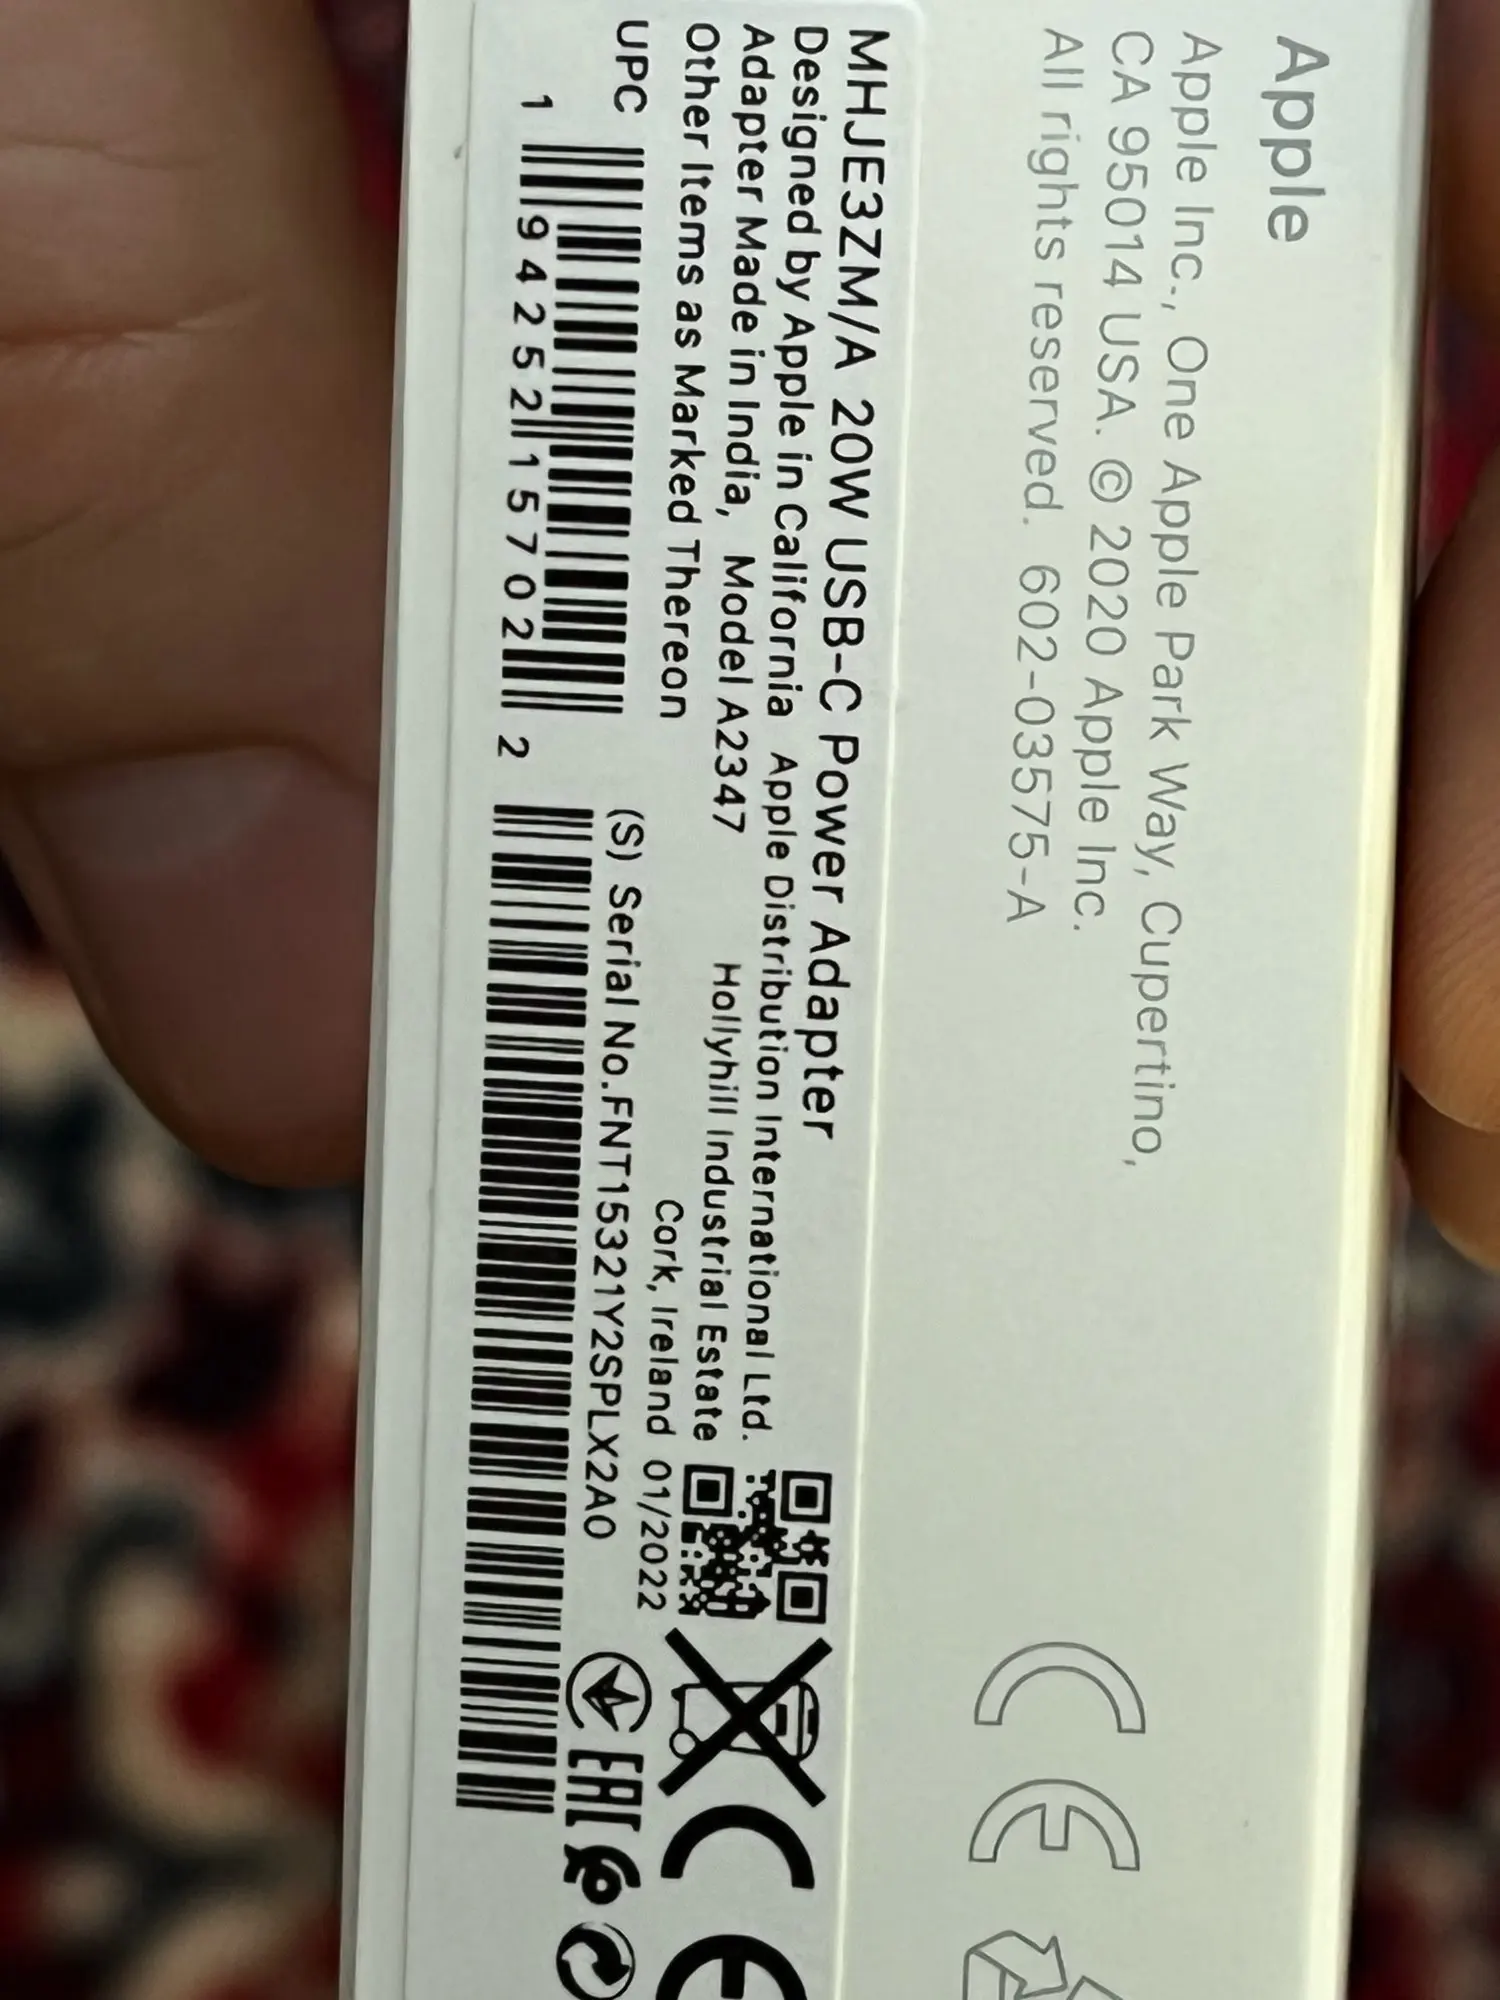 Apple
Apple Inc., One Apple Park Way, Cupertino,
CA 95014 USA. © 2020 Apple Inc.
All rights reserved. 602-03575-A
MHJE3ZM/A 20W USB-C Power Adapter
Designed by Apple in California
Adapter Made in India, Model A2347
Other Items as Marked Thereon
Apple Distribution International Ltd.
Hollyhill Industrial Estate
Cork, Ireland 01/2022
UPC
1 94252 15702 2
(S) Serial No.FNT15321Y2SPLX2A0
CE
CE
EAC